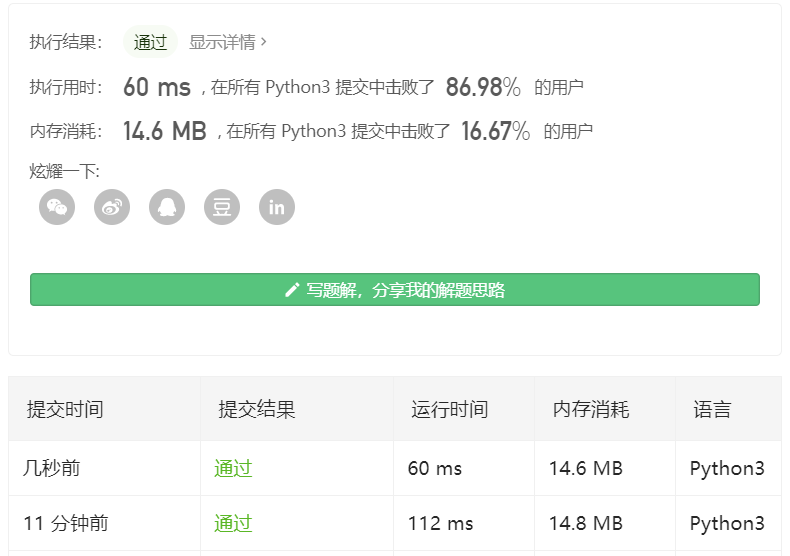 执行结果： 通过 显示详情 ›
执行用时： 60 ms , 在所有 Python3 提交中击败了 86.98% 的用户
内存消耗： 14.6 MB , 在所有 Python3 提交中击败了 16.67% 的用户
炫耀一下:
豆 in
写题解，分享我的解题思路
提交时间 提交结果 运行时间 内存消耗 语言
几秒前 通过 60 ms 14.6 MB Python3
11 分钟前 通过 112 ms 14.8 MB Python3